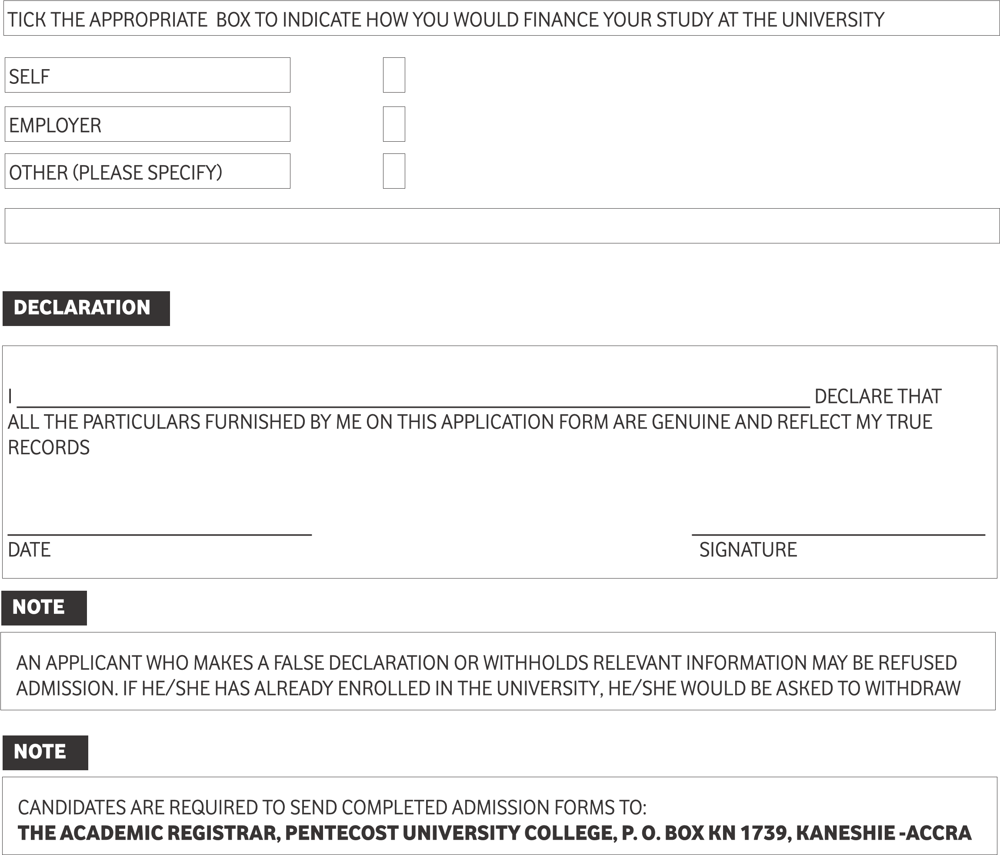 TICK THE APPROPRIATE BOX TO INDICATE HOW YOU WOULD FINANCE YOUR STUDY AT THE UNIVERSITY
SELF
EMPLOYER
OTHER (PLEASE SPECIFY)
DECLARATION
I ______________________________ DECLARE THAT
ALL THE PARTICULARS FURNISHED BY ME ON THIS APPLICATION FORM ARE GENUINE AND REFLECT MY TRUE
RECORDS
DATE SIGNATURE
NOTE
AN APPLICANT WHO MAKES A FALSE DECLARATION OR WITHHOLDS RELEVANT INFORMATION MAY BE REFUSED
ADMISSION. IF HE/SHE HAS ALREADY ENROLLED IN THE UNIVERSITY, HE/SHE WOULD BE ASKED TO WITHDRAW
NOTE
CANDIDATES ARE REQUIRED TO SEND COMPLETED ADMISSION FORMS TO:
THE ACADEMIC REGISTRAR, PENTECOST UNIVERSITY COLLEGE, P. O. BOX KN 1739, KANESHIE -ACCRA